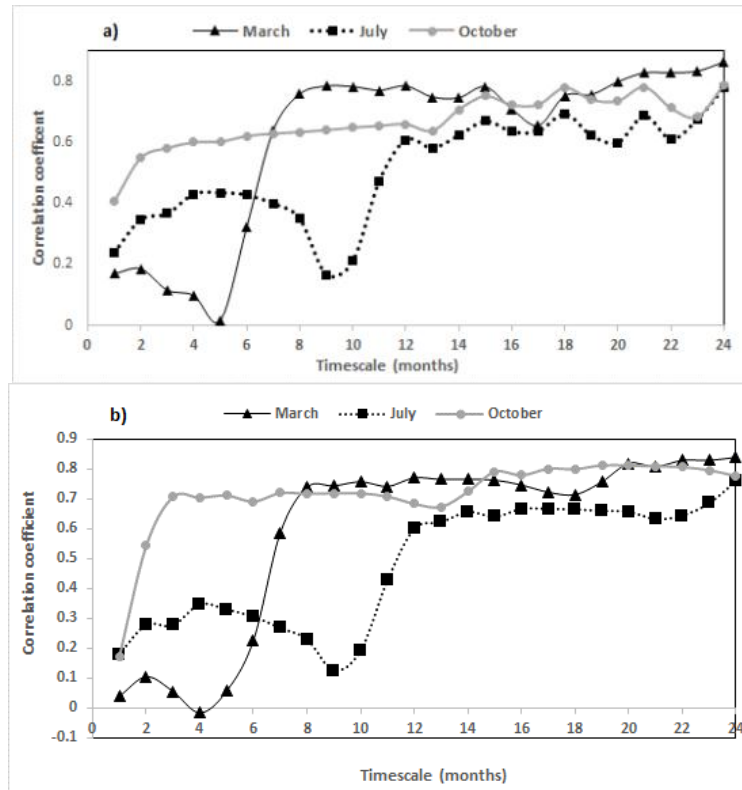 a)
March July October
Correlation coefficent
0.8
0.6
0.4
0.2
0
0 2 4 6 8 10 12 14 16 18 20 22 24
Timescale (months)
b)
March July October
Correlation coefficient
0.9
0.8
0.7
0.6
0.5
0.4
0.3
0.2
0.1
0
-0.1
0 2 4 6 8 10 12 14 16 18 20 22 24
Timescale (months)